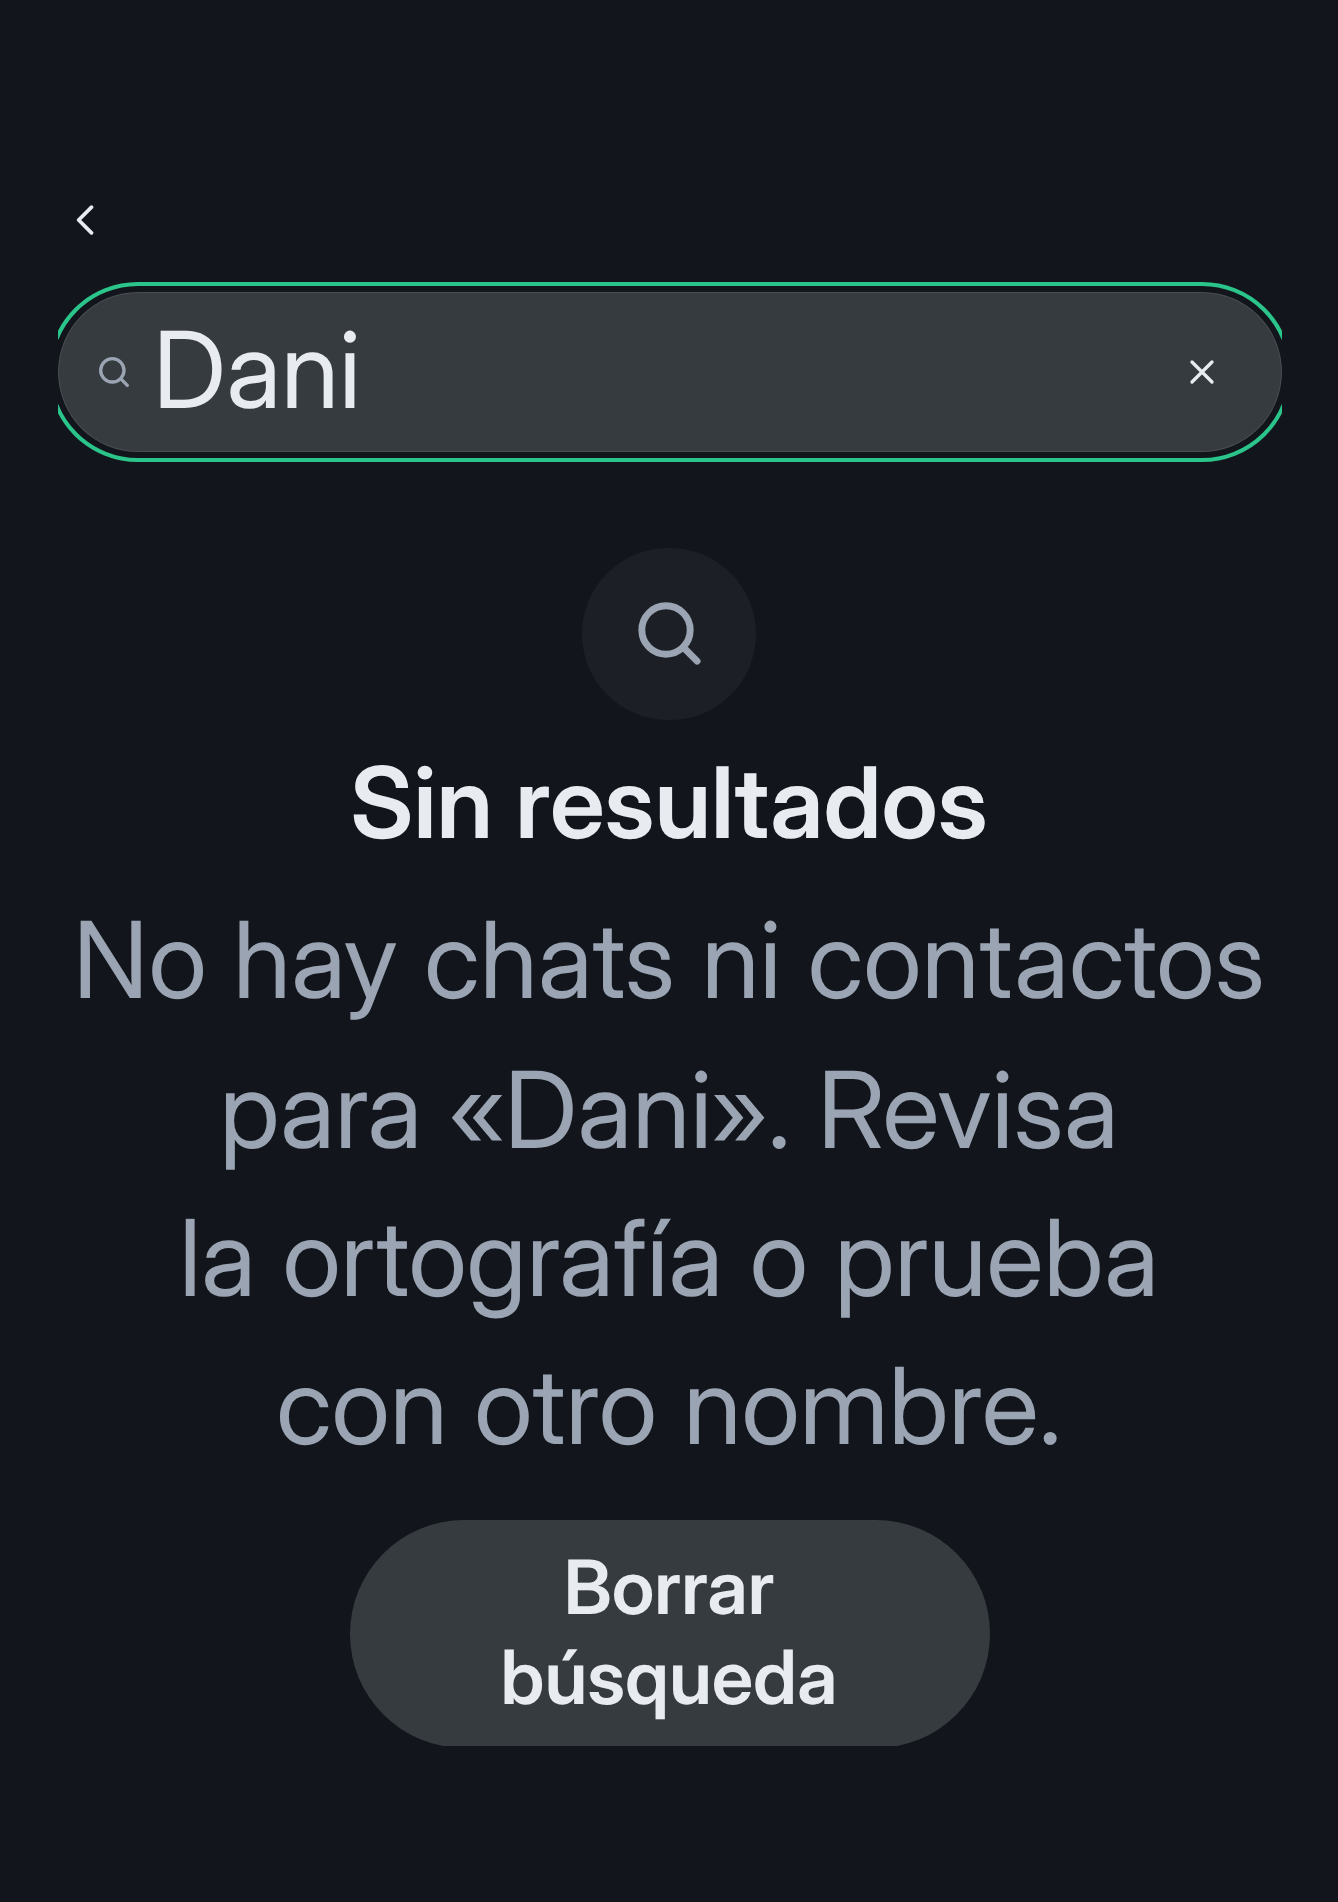 Dani
Sin resultados
No hay chats ni contactos
para «Dani». Revisa
la ortografía o prueba
con otro nombre.
Borrar
búsqueda